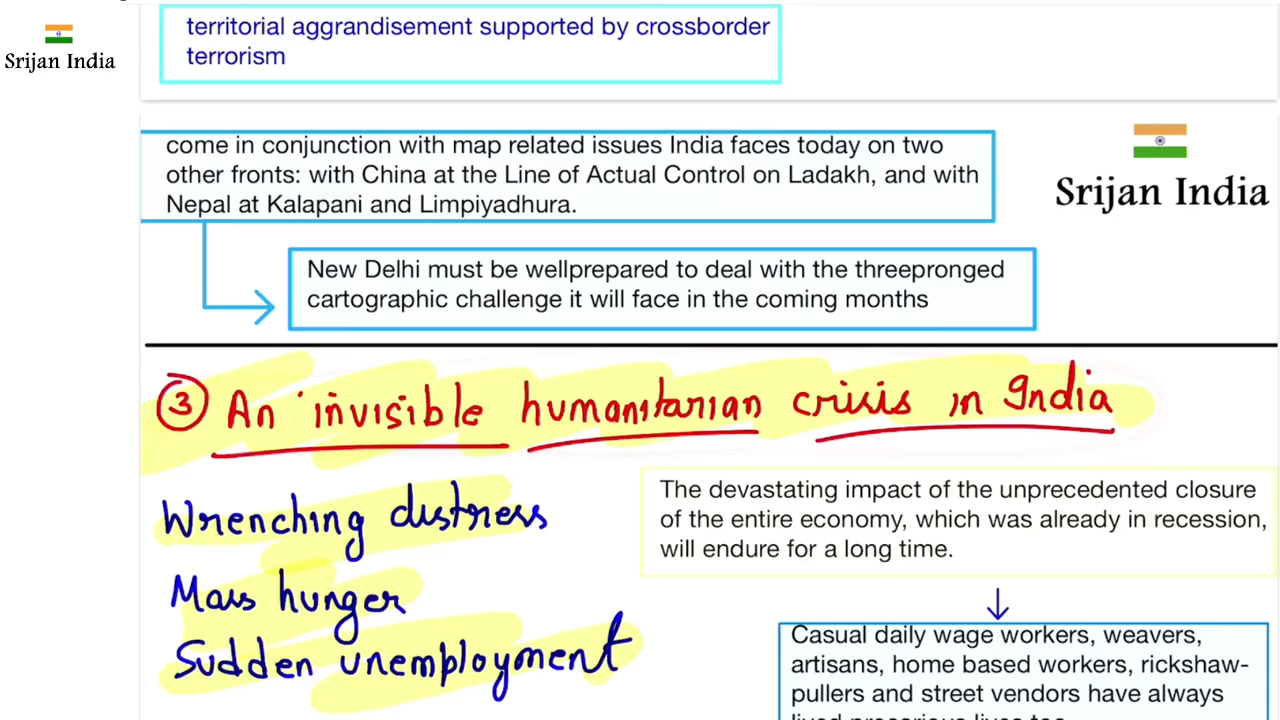 Srijan India
territorial aggrandisement supported by crossborder
terrorism
come in conjunction with map related issues India faces today on two
other fronts: with China at the Line of Actual Control on Ladakh, and with
Nepal at Kalapani and Limpiyadhura.
Srijan India
New Delhi must be wellprepared to deal with the threepronged
cartographic challenge it will face in the coming months
3 An invisible humanitarian crisis in India
Wrenching distress
Mass hunger
Sudden unemployment
The devastating impact of the unprecedented closure
of the entire economy, which was already in recession,
will endure for a long time.
Casual daily wage workers, weavers,
artisans, home based workers, rickshaw-
pullers and street vendors have always
lived precarious lives too